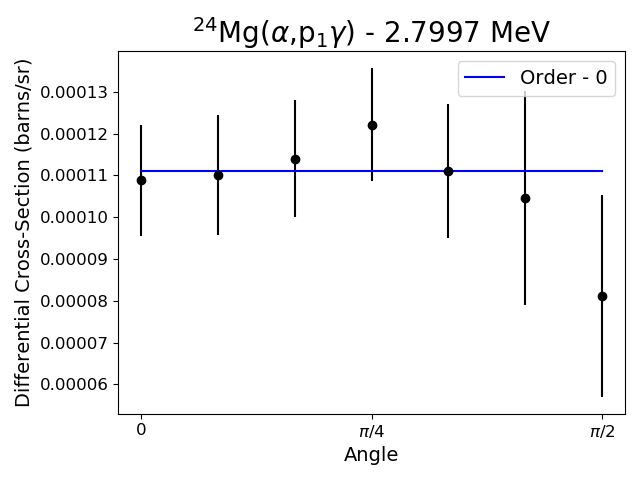 ²⁴Mg(α,p₁γ) - 2.7997 MeV
Order - 0
Differential Cross-Section (barns/sr)
0.00013
0.00012
0.00011
0.00010
0.00009
0.00008
0.00007
0.00006
0 π/4 π/2
Angle